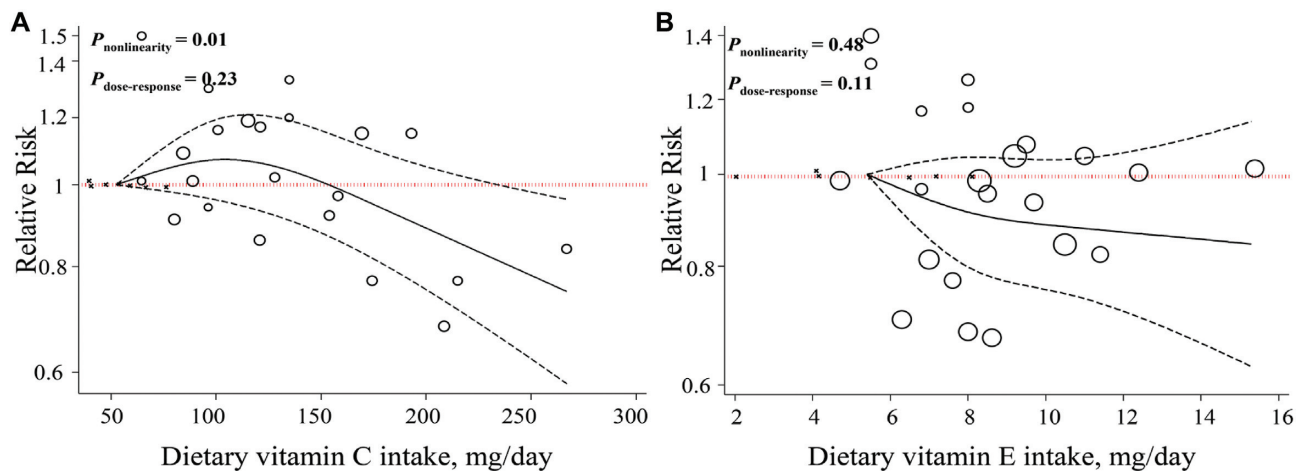 A
P nonlinearity = 0.01
P dose-response = 0.23
Relative Risk
1.5
1.4
1.2
1
0.8
0.6
50 100 150 200 250 300
Dietary vitamin C intake, mg/day
B
P nonlinearity = 0.48
P dose-response = 0.11
Relative Risk
1.4
1.2
1
0.8
0.6
2 4 6 8 10 12 14 16
Dietary vitamin E intake, mg/day